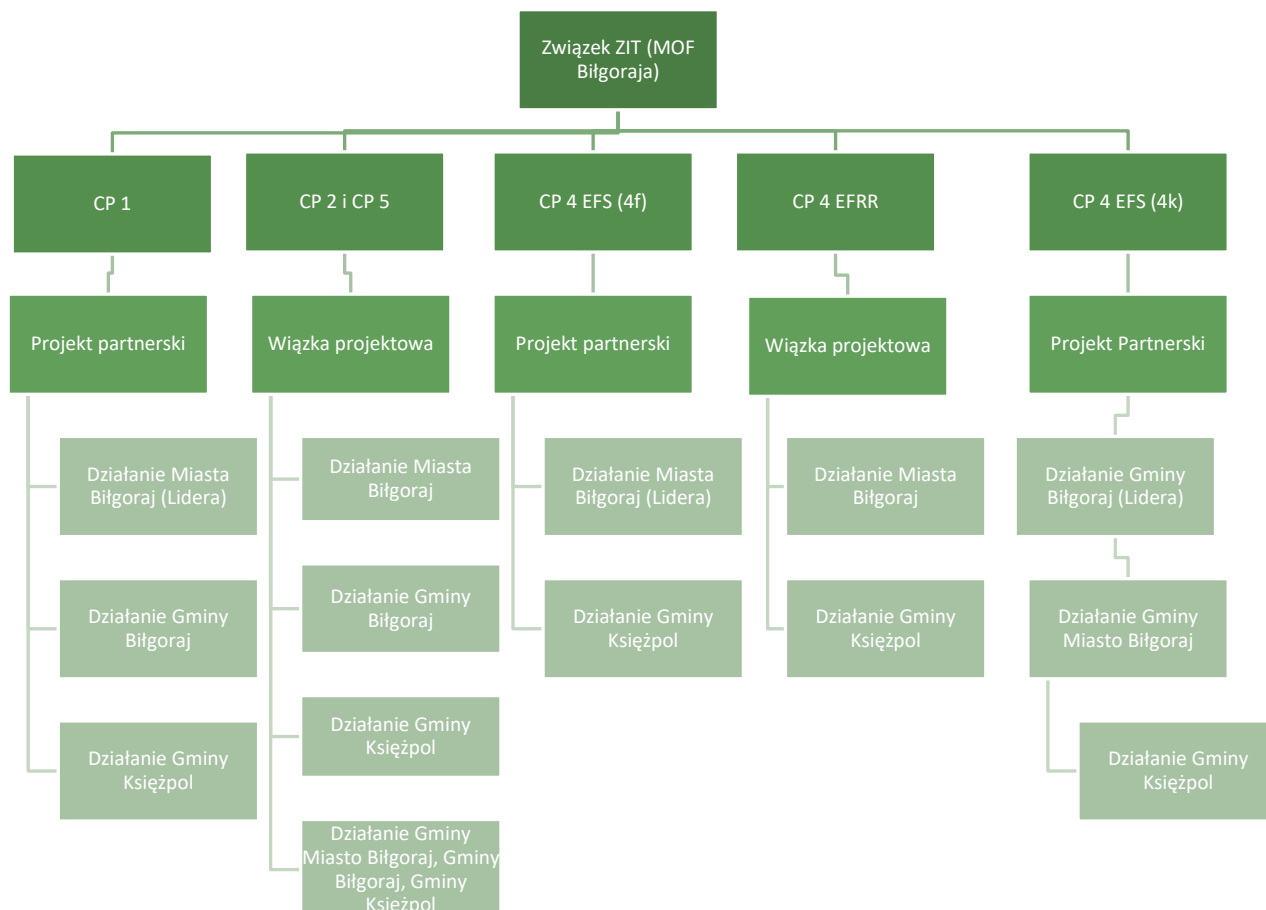 Związek ZIT (MOF
Biłgoraja)
CP 1
CP 2 i CP 5
CP 4 EFS (4f)
CP 4 EFRR
CP 4 EFS (4k)
Projekt partnerski
Wiązka projektowa
Projekt partnerski
Wiązka projektowa
Projekt Partnerski
Działanie Miasta
Biłgoraj (Lidera)
Działanie Gminy
Biłgoraj
Działanie Gminy
Księżpol
Działanie Miasta
Biłgoraj
Działanie Gminy
Biłgoraj
Działanie Gminy
Księżpol
Działanie Gminy
Miasto Biłgoraj, Gminy
Biłgoraj, Gminy
Księżpol
Działanie Miasta
Biłgoraj (Lidera)
Działanie Gminy
Księżpol
Działanie Miasta
Biłgoraj
Działanie Gminy
Księżpol
Działanie Gminy
Biłgoraj (Lidera)
Działanie Gminy
Miasto Biłgoraj
Działanie Gminy
Księżpol